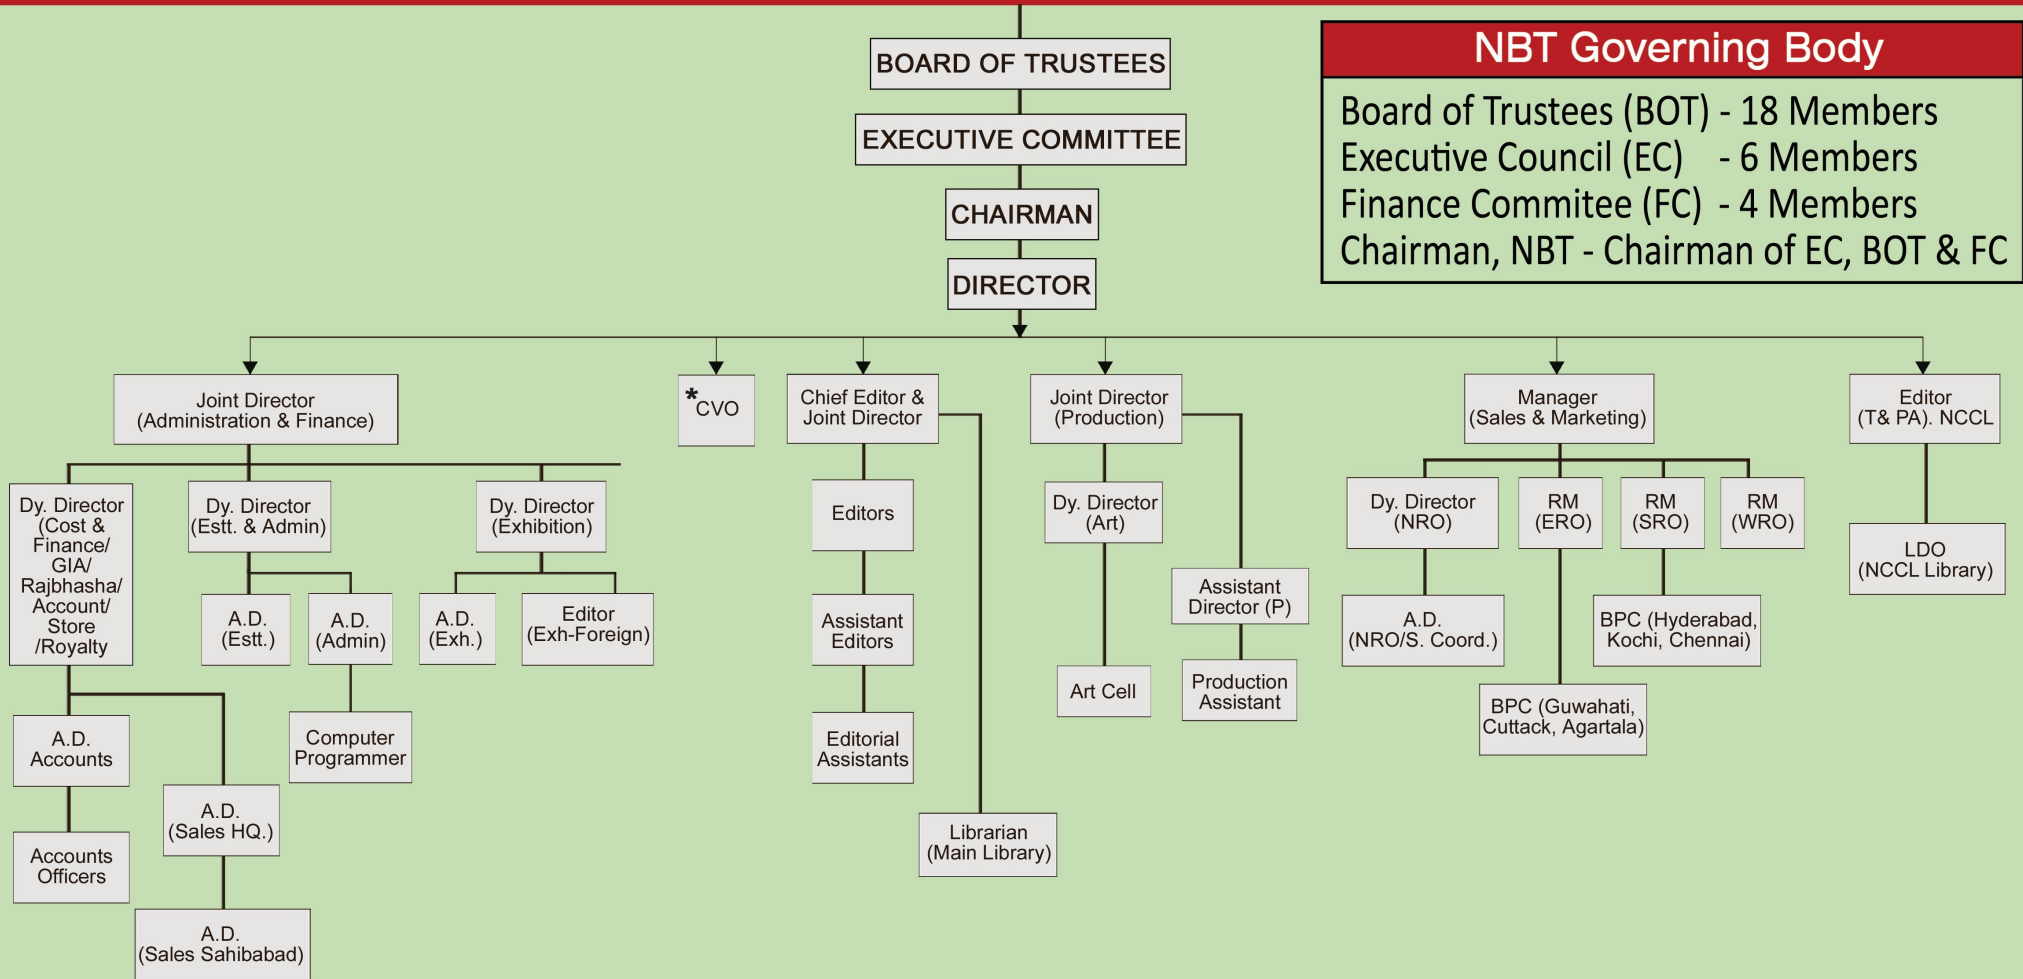 BOARD OF TRUSTEES
EXECUTIVE COMMITTEE
CHAIRMAN
DIRECTOR
NBT Governing Body
Board of Trustees (BOT) - 18 Members
Executive Council (EC) - 6 Members
Finance Commitee (FC) - 4 Members
Chairman, NBT - Chairman of EC, BOT & FC
Joint Director
(Administration & Finance)
*CVO
Chief Editor &
Joint Director
Joint Director
(Production)
Manager
(Sales & Marketing)
Editor
(T& PA). NCCL
Dy. Director
(Cost &
Finance/
GIA/
Rajbhasha/
Account/
Store
/Royalty
Dy. Director
(Estt. & Admin)
Dy. Director
(Exhibition)
Editors
Dy. Director
(Art)
Dy. Director
(NRO)
RM
(ERO)
RM
(SRO)
RM
(WRO)
LDO
(NCCL Library)
A.D.
(Estt.)
A.D.
(Admin)
A.D.
(Exh.)
Editor
(Exh-Foreign)
Assistant
Editors
Assistant
Director (P)
A.D.
(NRO/S. Coord.)
BPC (Hyderabad,
Kochi, Chennai)
Art Cell
Production
Assistant
BPC (Guwahati,
Cuttack, Agartala)
A.D.
Accounts
Computer
Programmer
Editorial
Assistants
A.D.
(Sales HQ.)
Librarian
(Main Library)
Accounts
Officers
A.D.
(Sales Sahibabad)